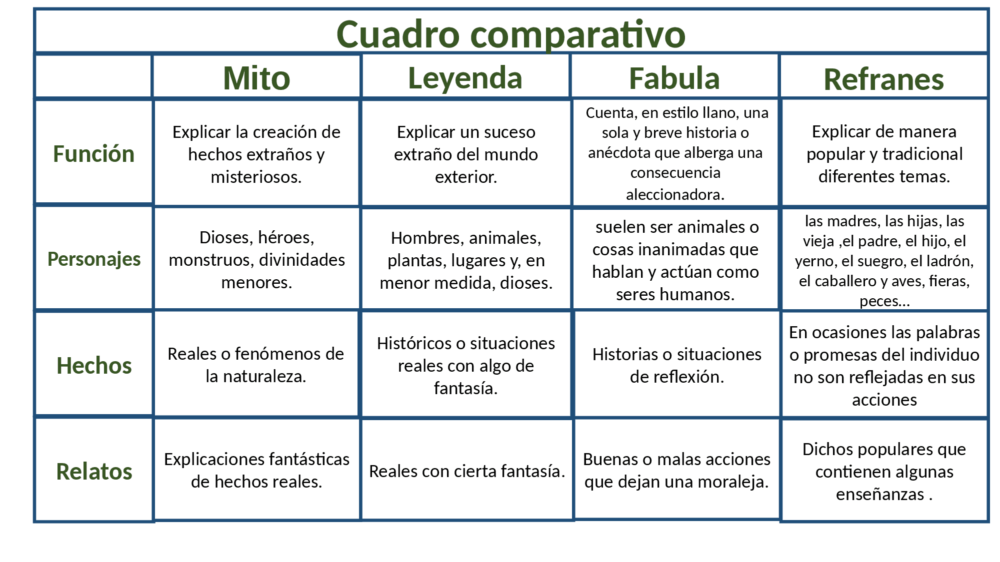 Cuadro comparativo
Mito
Leyenda
Fabula
Refranes
Función
Explicar la creación de
hechos extraños y
misteriosos.
Explicar un suceso
extraño del mundo
exterior.
Cuenta, en estilo llano, una
sola y breve historia o
anécdota que alberga una
consecuencia
aleccionadora.
Explicar de manera
popular y tradicional
diferentes temas.
Personajes
Dioses, héroes,
monstruos, divinidades
menores.
Hombres, animales,
plantas, lugares y, en
menor medida, dioses.
suelen ser animales o
cosas inanimadas que
hablan y actúan como
seres humanos.
las madres, las hijas, las
vieja ,el padre, el hijo, el
yerno, el suegro, el ladrón,
el caballero y aves, fieras,
peces...
Hechos
Reales o fenómenos de
la naturaleza.
Históricos o situaciones
reales con algo de
fantasía.
Historias o situaciones
de reflexión.
En ocasiones las palabras
o promesas del individuo
no son reflejadas en sus
acciones
Relatos
Explicaciones fantásticas
de hechos reales.
Reales con cierta fantasía.
Buenas o malas acciones
que dejan una moraleja.
Dichos populares que
contienen algunas
enseñanzas .